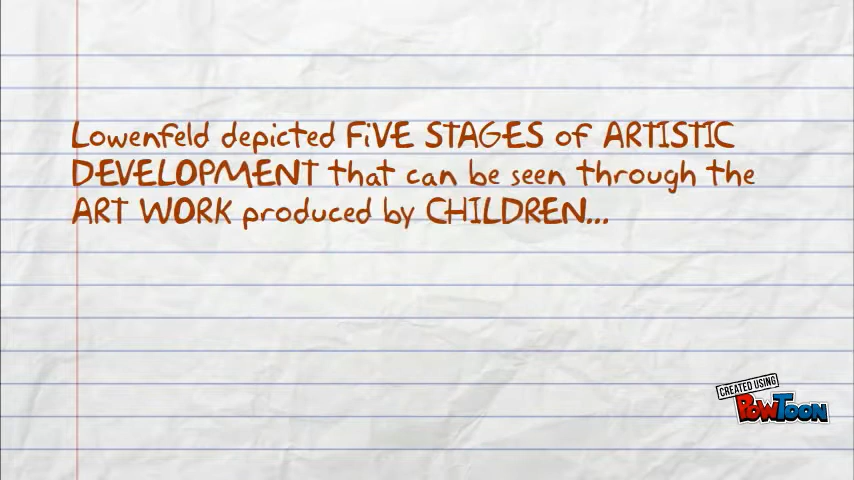 Lowenfeld depicted FiVE STAGES of ARTISTIC
DEVELOPMENT that can be seen through the
ART WORK produced by CHILDREN...
CREATED USING
POWTOON